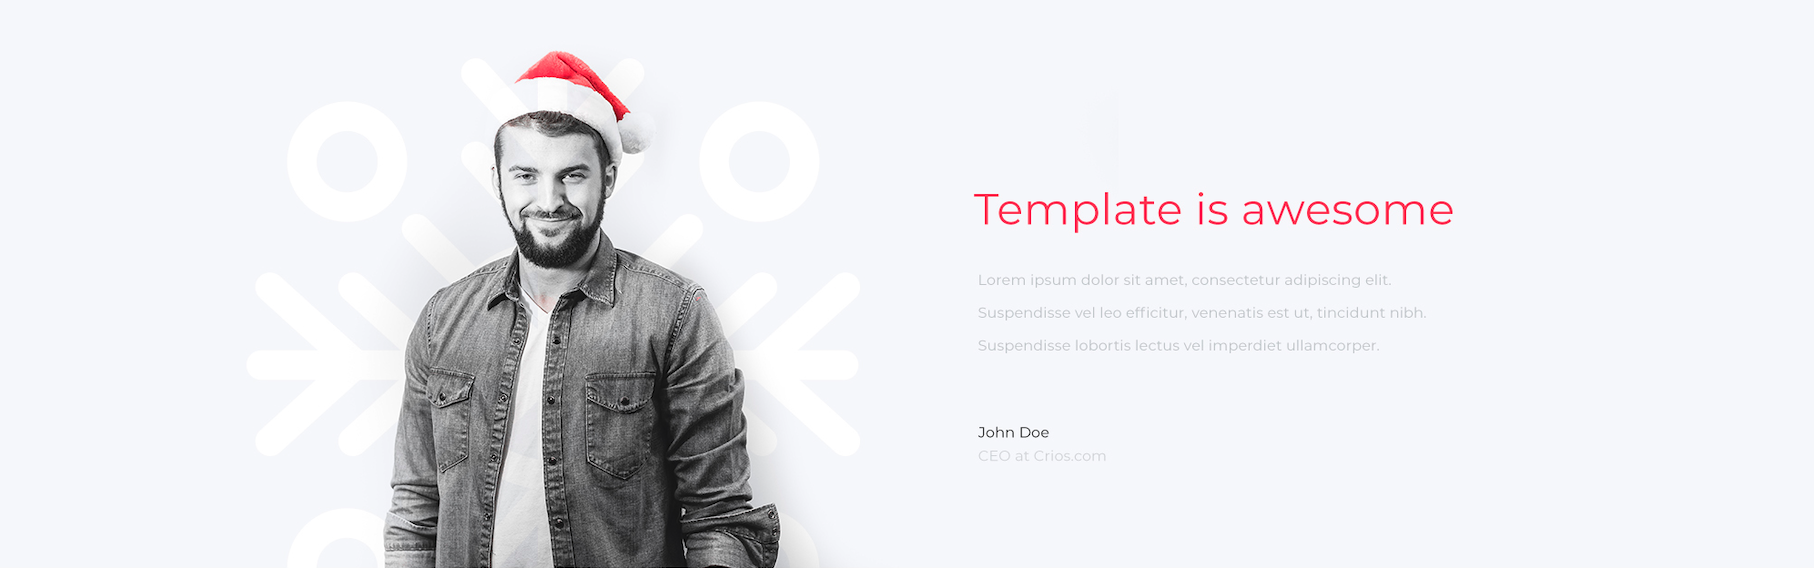 Template is awesome
Lorem ipsum dolor sit amet, consectetur adipiscing elit.
Suspendisse vel leo efficitur, venenatis est ut, tincidunt nibh.
Suspendisse lobortis lectus vel imperdiet ullamcorper.
John Doe
CEO at Crios.com